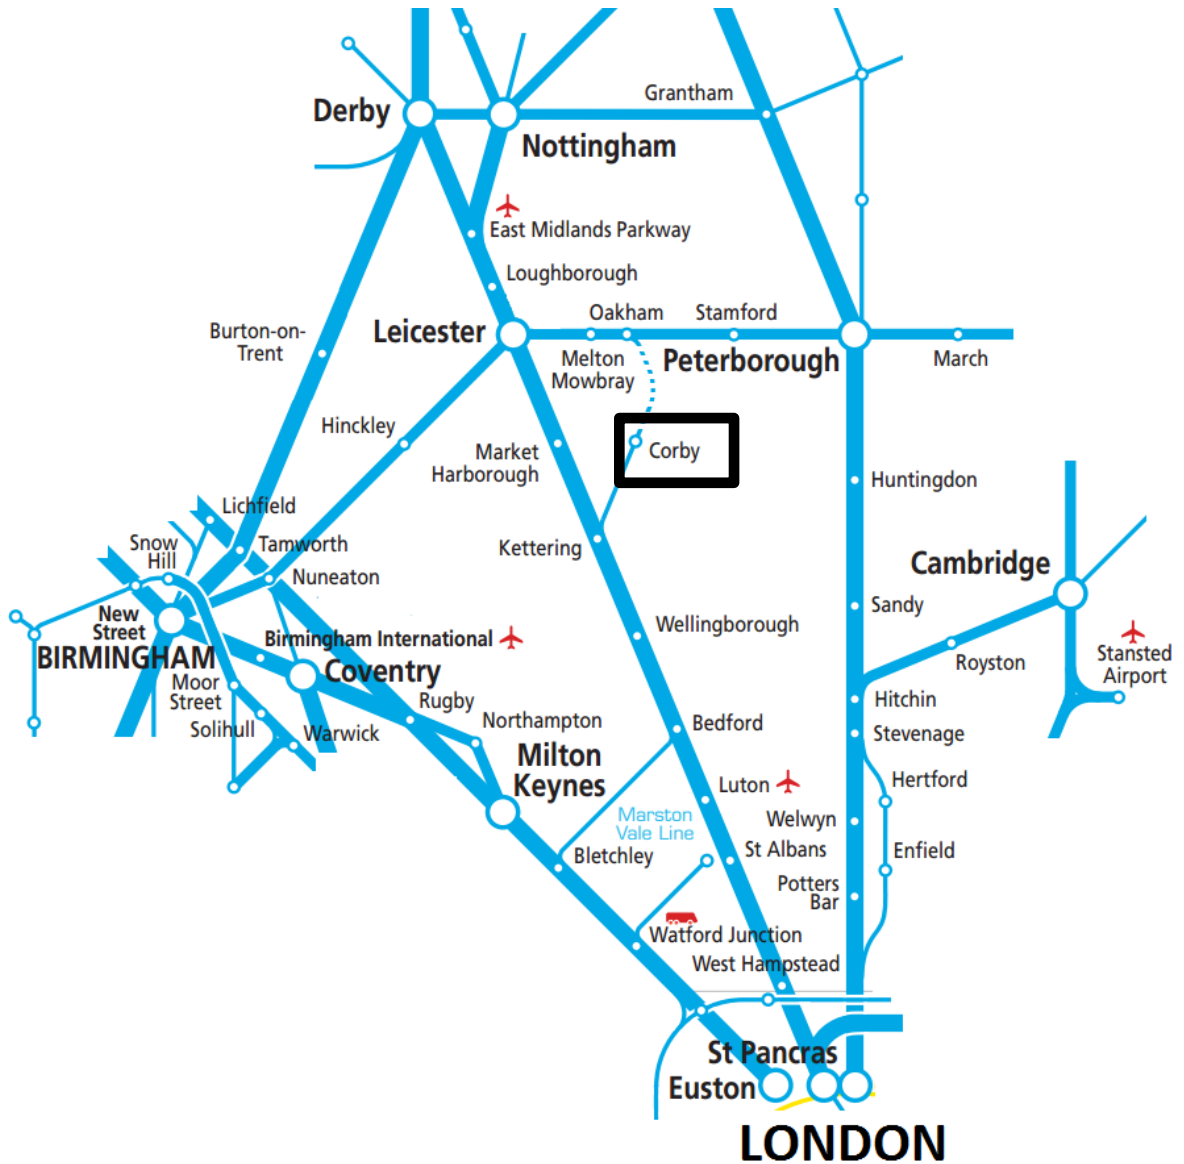 Grantham
Derby
Nottingham
East Midlands Parkway
Loughborough
Oakham
Stamford
Burton-on-
Trent
Leicester
Melton
Mowbray
Peterborough
March
Hinckley
Market
Harborough
Corby
Huntingdon
Lichfield
Snow
Hill
Tamworth
Kettering
Nuneaton
Cambridge
New
Street
Sandy
Wellingborough
Birmingham International
BIRMINGHAM
Coventry
Royston
Stansted
Airport
Moor
Street
Rugby
Hitchin
Solihull
Warwick
Northampton
Bedford
Stevenage
Milton
Keynes
Luton
Hertford
Marston
Vale Line
Welwyn
Bletchley
St Albans
Enfield
Potters
Bar
Watford Junction
West Hampstead
St Pancras
Euston
LONDON